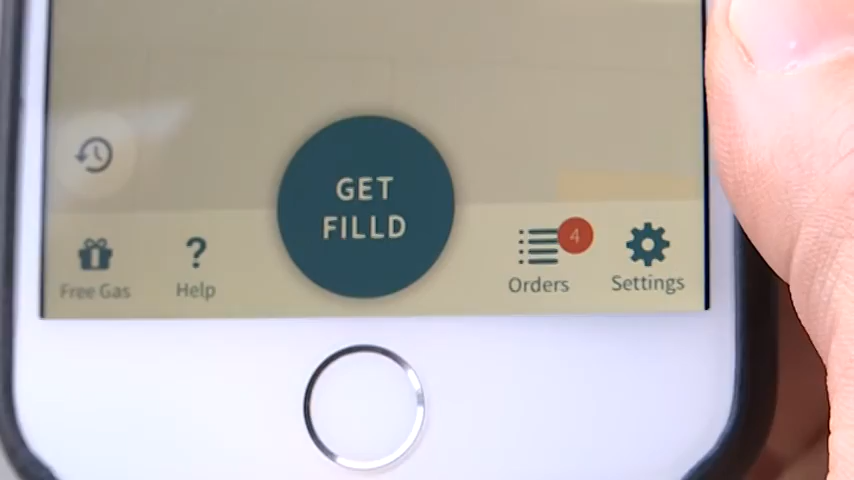 GET
FILLD
4
Free Gas
?
Help
Orders
Settings